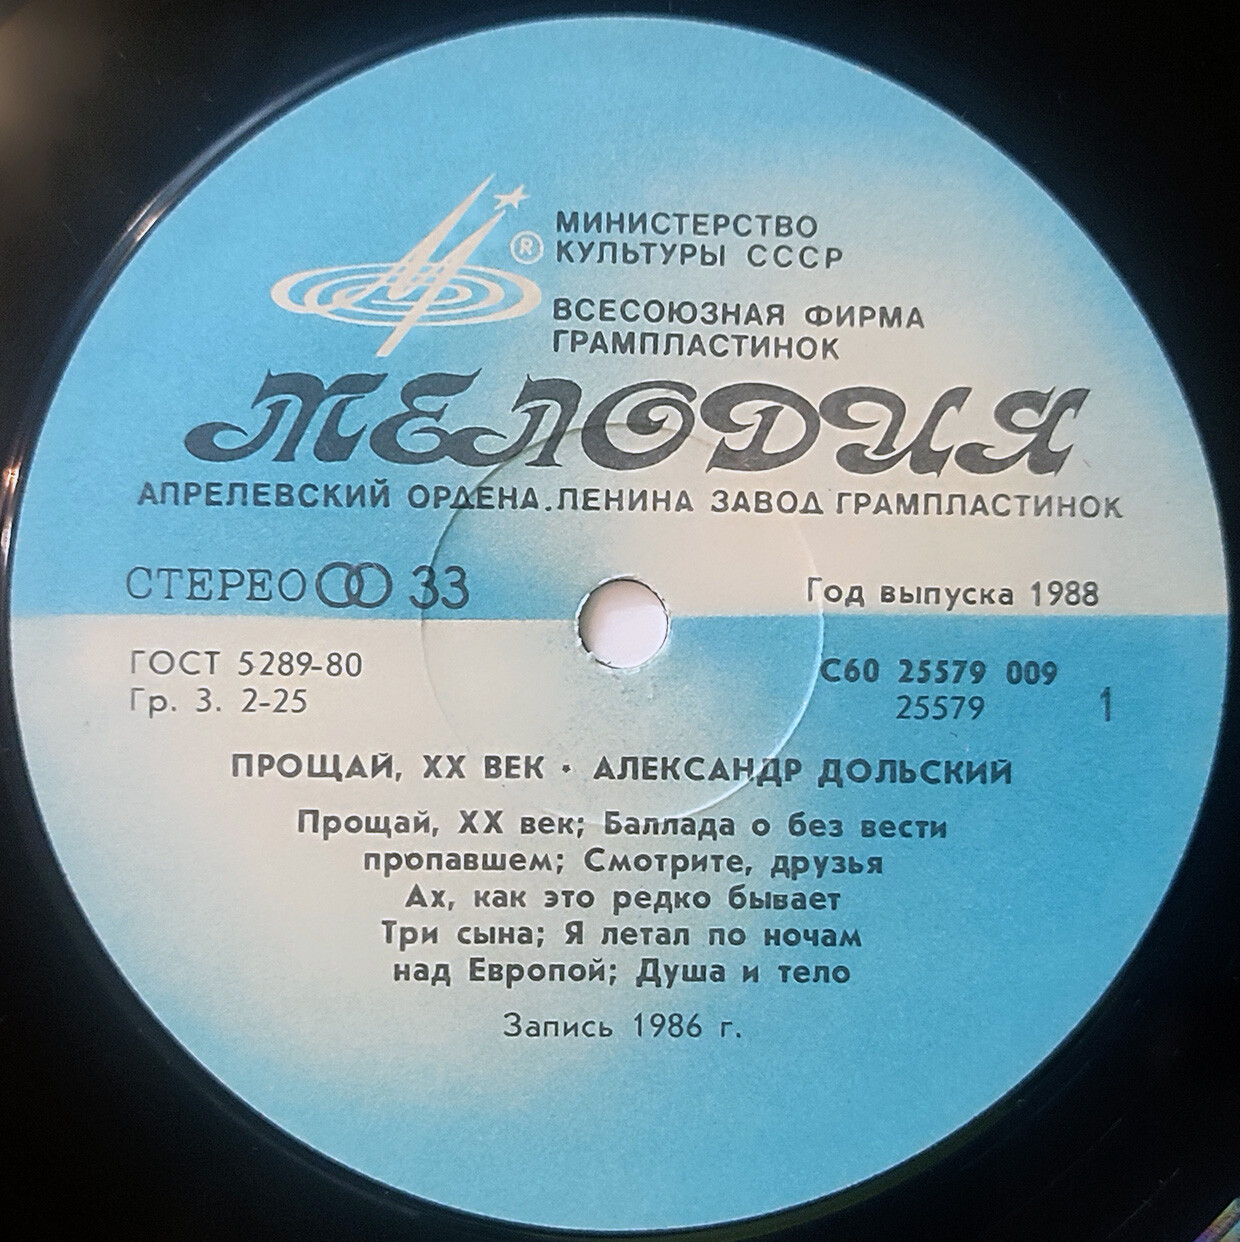 ®
МИНИСТЕРСТВО
КУЛЬТУРЫ СССР
ВСЕСОЮЗНАЯ ФИРМА
ГРАМПЛАСТИНОК
МЕЛОДИЯ
АПРЕЛЕВСКИЙ ОРДЕНА ЛЕНИНА ЗАВОД ГРАМПЛАСТИНОК
СТЕРЕО 33
Год выпуска 1988
ГОСТ 5289-80
Гр. 3. 2-25
С60 25579 009
25579 1
ПРОЩАЙ, XX ВЕК · АЛЕКСАНДР ДОЛЬСКИЙ
Прощай, XX век; Баллада о без вести
пропавшем; Смотрите, друзья
Ах, как это редко бывает
Три сына; Я летал по ночам
над Европой; Душа и тело
Запись 1986 г.